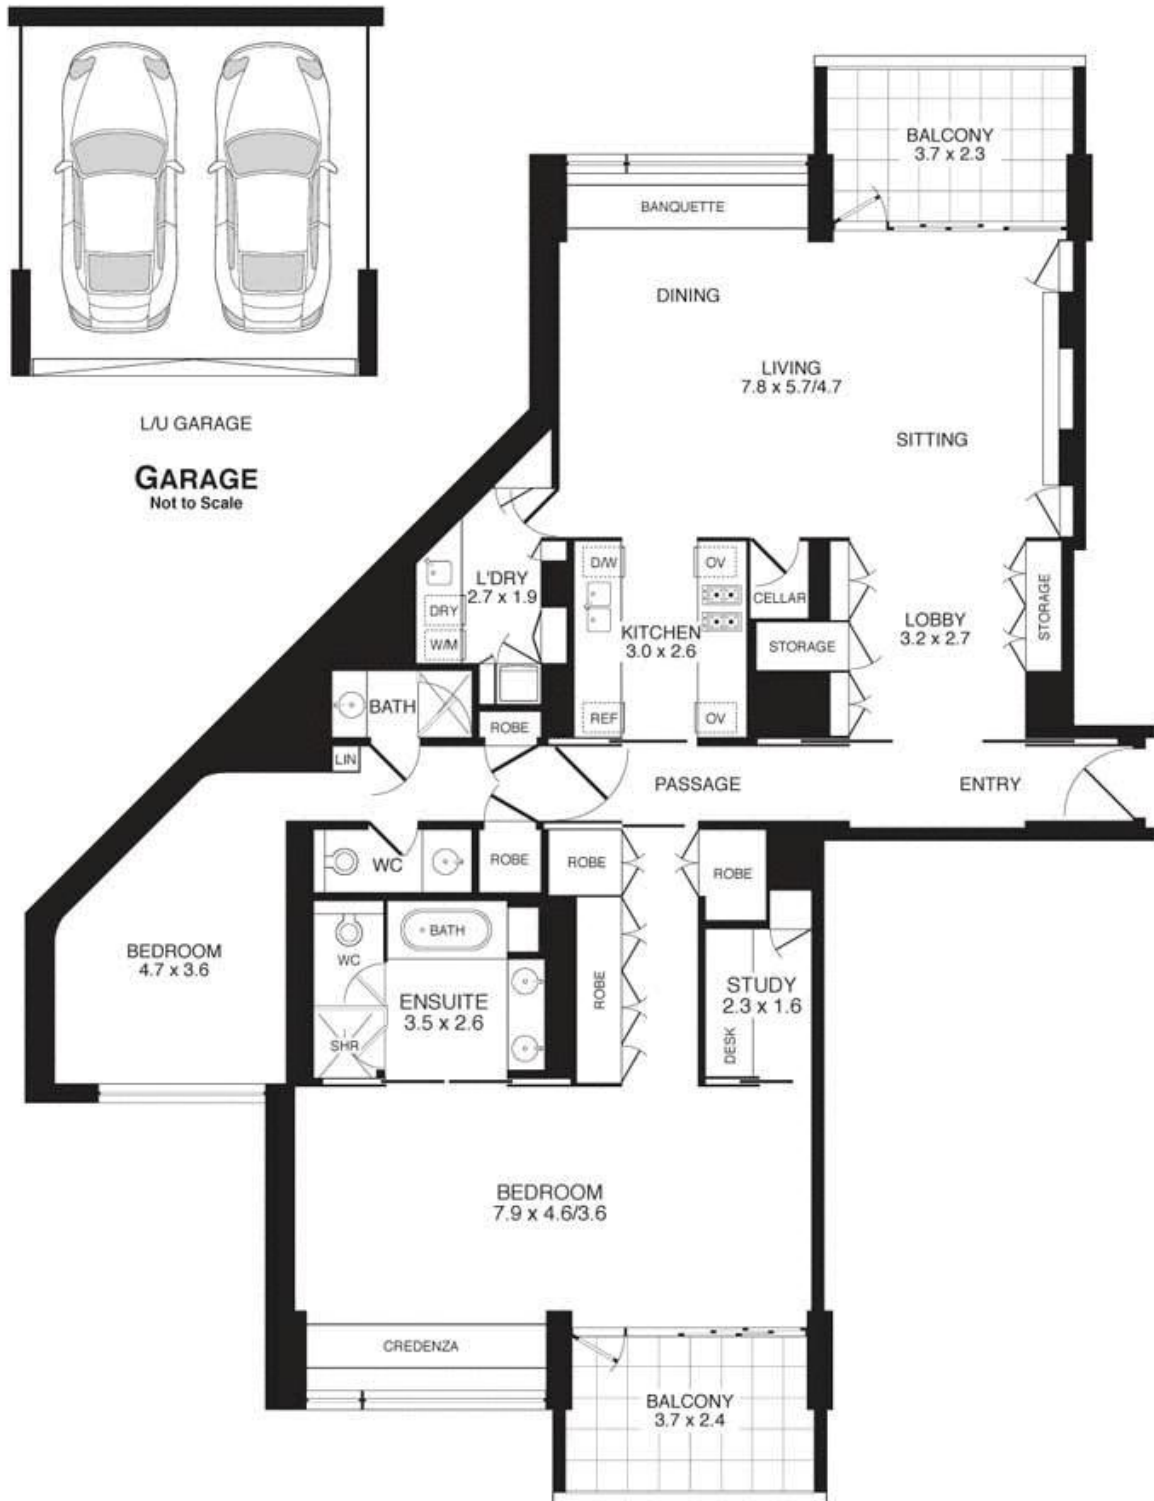 BALCONY
3.7 x 2.3
BANQUETTE
DINING
LIVING
7.8 x 5.7/4.7
SITTING
L/U GARAGE
GARAGE
Not to Scale
L'DRY
2.7 x 1.9
DRY
W/M
D/W
OV
KITCHEN
3.0 x 2.6
REF
OV
CELLAR
STORAGE
LOBBY
3.2 x 2.7
STORAGE
BATH
ROBE
LIN
PASSAGE
ENTRY
WC
ROBE
ROBE
ROBE
BEDROOM
4.7 x 3.6
WC
BATH
ENSUITE
3.5 x 2.6
SHR
ROBE
STUDY
2.3 x 1.6
DESK
BEDROOM
7.9 x 4.6/3.6
CREDENZA
BALCONY
3.7 x 2.4